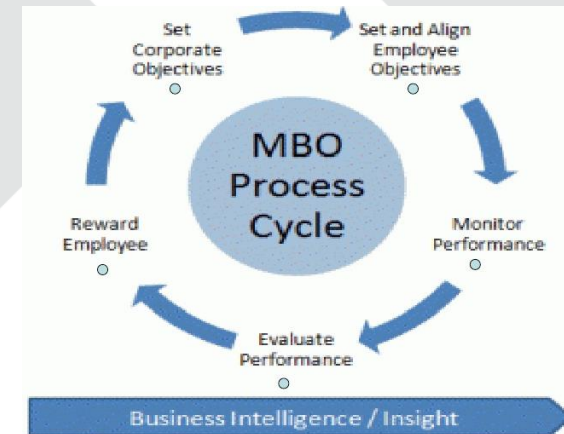 Set
Corporate
Objectives
Set and Align
Employee
Objectives
MBO
Process
Cycle
Reward
Employee
Monitor
Performance
Evaluate
Performance
Business Intelligence / Insight